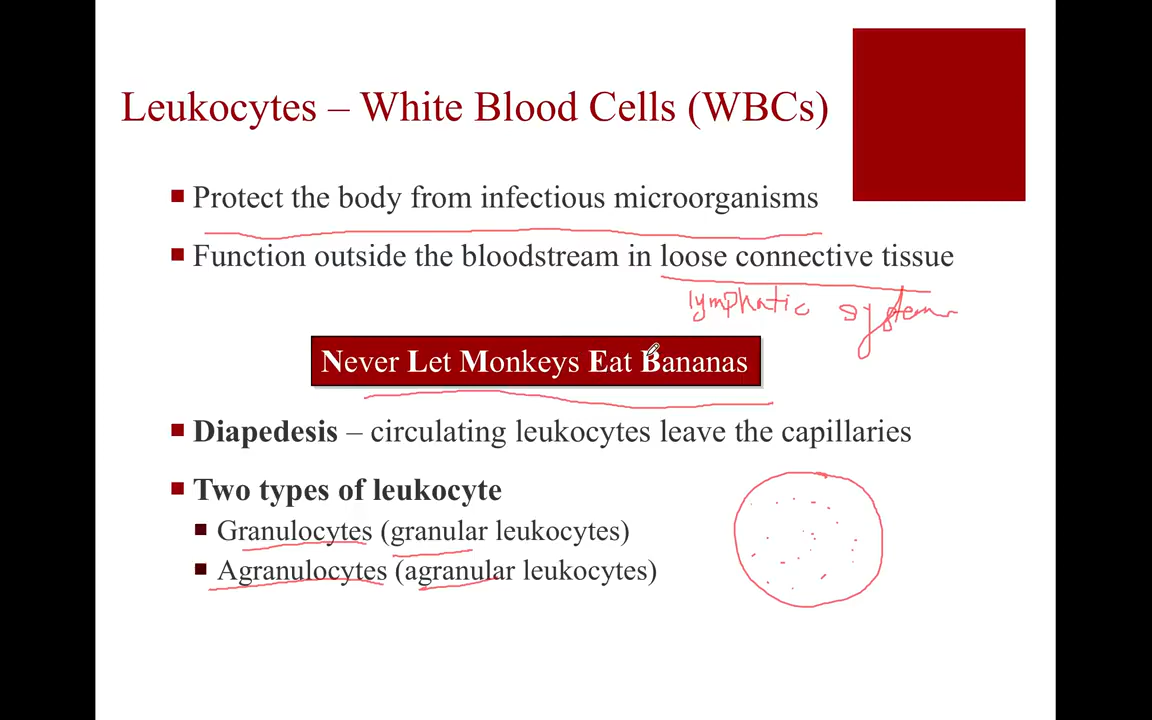 Leukocytes – White Blood Cells (WBCs)
Protect the body from infectious microorganisms
Function outside the bloodstream in loose connective tissue
lymphatic system
Never Let Monkeys Eat Bananas
Diapedesis – circulating leukocytes leave the capillaries
Two types of leukocyte
Granulocytes (granular leukocytes)
Agranulocytes (agranular leukocytes)